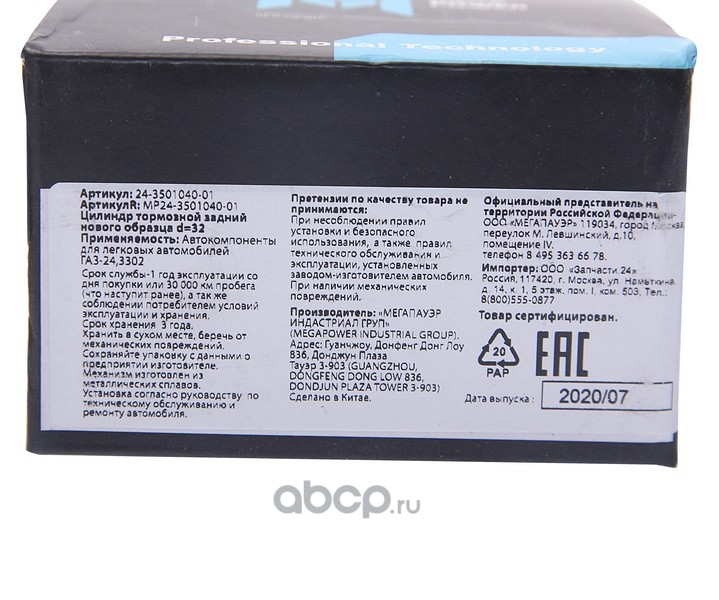 POWER
Professional Technology
Артикул: 24-3501040-01
АртикулR: MP24-3501040-01
Цилиндр тормозной задний
нового образца d=32
Применяемость: Автокомпоненты
для легковых автомобилей
ГАЗ-24,3302
Срок службы-1 год эксплуатации со
дня покупки или 30 000 км пробега
(что наступит ранее), а так же
соблюдении потребителем условий
эксплуатации и хранения.
Срок хранения 3 года.
Хранить в сухом месте, беречь от
механических повреждений.
Сохраняйте упаковку с данными о
предприятии изготовителе.
Механизм изготовлен из
металлических сплавов.
Установка согласно руководству по
техническому обслуживанию и
ремонту автомобиля.
Претензии по качеству товара не
принимаются:
При несоблюдении правил
установки и безопасного
использования, а также правил
технического обслуживания и
эксплуатации, установленных
заводом-изготовителем автомобиля.
При наличии механических
повреждений.
Производитель: «МЕГАПАУЭР
ИНДАСТРИАЛ ГРУП»
(MEGAPOWER INDUSTRIAL GROUP).
Адрес: Гуанчжоу, Донфенг Донг Лоу
836, Донджун Плаза
Тауэр 3-903 (GUANGZHOU,
DONGFENG DONG LOW 836,
DONDJUN PLAZA TOWER 3-903)
Сделано в Китае.
Официальный представитель на
территории Российской Федерации-
ООО «МЕГАПАУЭР» 119034, город Москва,
переулок М. Левшинский, д.10,
помещение IV.
телефон 8 495 363 66 78.
Импортер: ООО «Запчасти 24»
Россия, 117420, г. Москва, ул. Наметкина,
д. 14, к. 1, 5 этаж, пом. I, ком. 503, Тел.:
8(800)555-0877
Товар сертифицирован.
20
PAP
EAC
Дата выпуска: 2020/07
abcp.ru